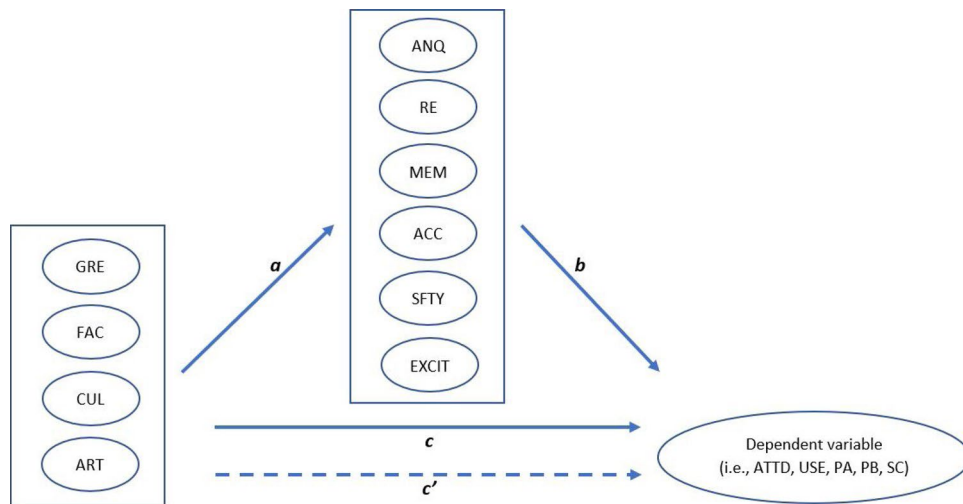 ANQ
RE
MEM
ACC
SFTY
EXCIT
GRE
FAC
CUL
ART
a
b
c
c’
Dependent variable
(i.e., ATTD, USE, PA, PB, SC)